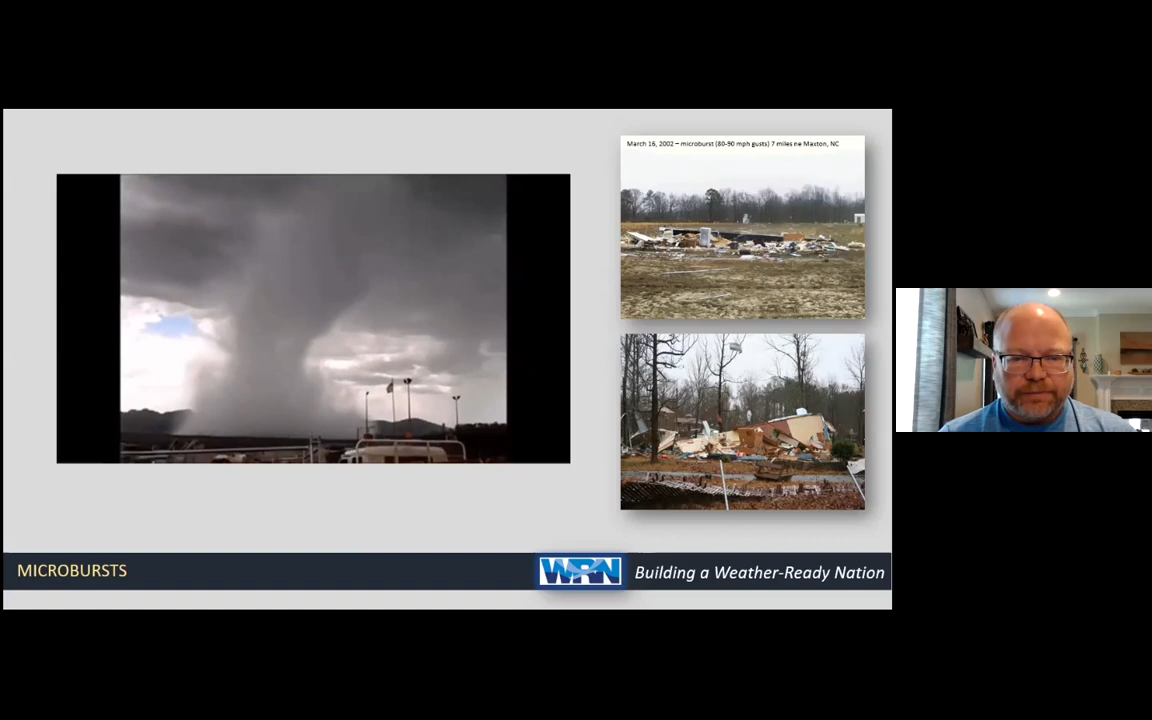 March 16, 2002 – microburst (80-90 mph gusts) 7 miles ne Maxton, NC
MICROBURSTS
WRN
Building a Weather-Ready Nation